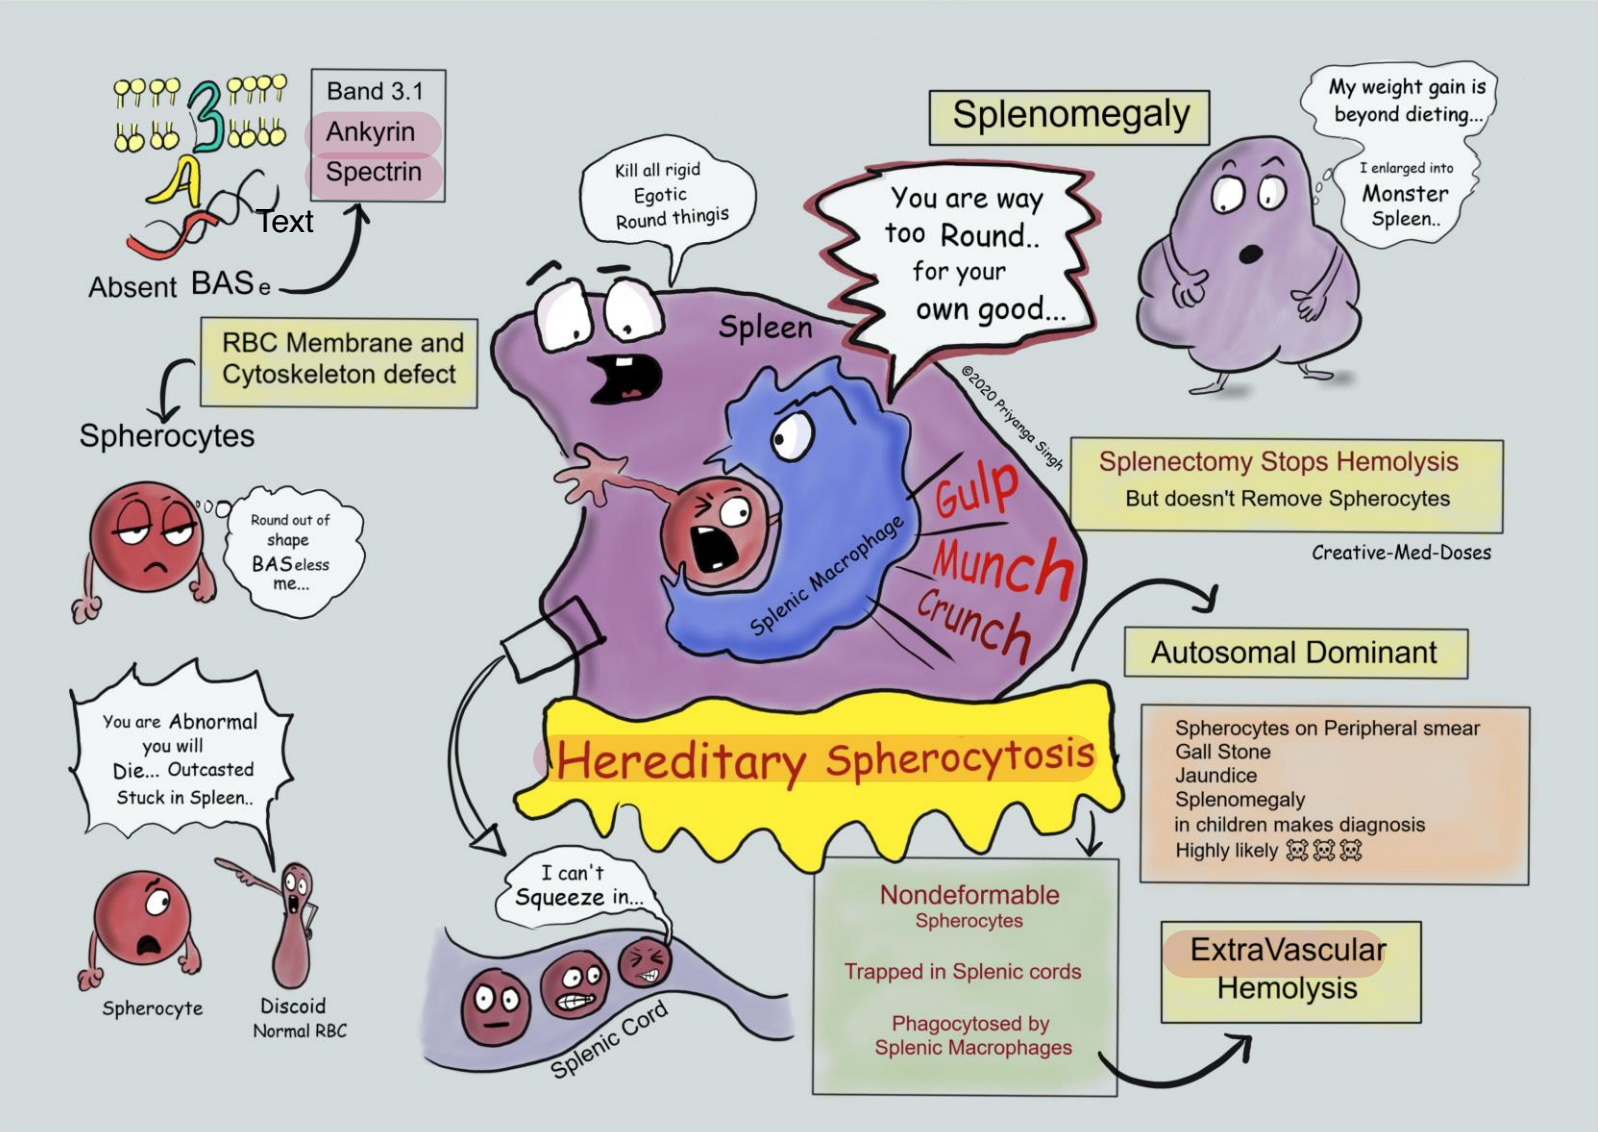 Band 3.1
Ankyrin
Spectrin
3
A
Text
Absent BASe
RBC Membrane and
Cytoskeleton defect
Spherocytes
Round out of
shape
BASeless
me...
You are Abnormal
you will
Die... Outcasted
Stuck in Spleen..
Spherocyte
Discoid
Normal RBC
Kill all rigid
Egotic
Round thingis
Spleen
You are way
too Round..
for your
own good...
Splenic Macrophage
Gulp
Munch
Crunch
©2020 Priyanga Singh
Hereditary Spherocytosis
I can't
Squeeze in...
Splenic Cord
Nondeformable
Spherocytes
Trapped in Splenic cords
Phagocytosed by
Splenic Macrophages
Splenomegaly
My weight gain is
beyond dieting...
I enlarged into
Monster
Spleen..
Splenectomy Stops Hemolysis
But doesn't Remove Spherocytes
Creative-Med-Doses
Autosomal Dominant
Spherocytes on Peripheral smear
Gall Stone
Jaundice
Splenomegaly
in children makes diagnosis
Highly likely ☠☠☠
ExtraVascular
Hemolysis